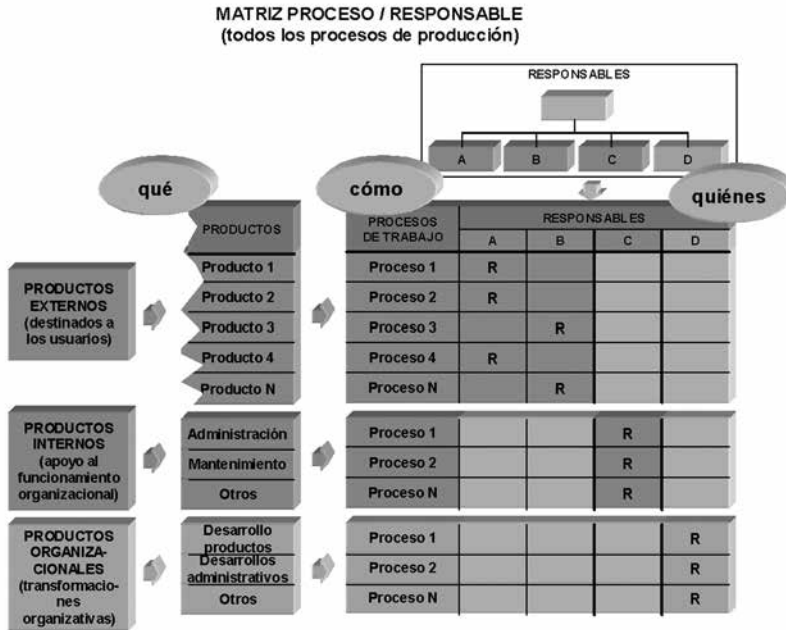 MATRIZ PROCESO / RESPONSABLE
(todos los procesos de producción)
RESPONSABLES
A B C D
qué
cómo
quiénes
PRODUCTOS
PROCESOS
DE TRABAJO
RESPONSABLES
A B C D
PRODUCTOS
EXTERNOS
(destinados a
los usuarios)
Producto 1
Producto 2
Producto 3
Producto 4
Producto N
Proceso 1 R
Proceso 2 R
Proceso 3 R
Proceso 4 R
Proceso N R
PRODUCTOS
INTERNOS
(apoyo al
funcionamiento
organizacional)
Administración
Mantenimiento
Otros
Proceso 1 R
Proceso 2 R
Proceso N R
PRODUCTOS
ORGANIZA-
CIONALES
(transformacio-
nes
organizativas)
Desarrollo
productos
Desarrollos
administrativos
Otros
Proceso 1 R
Proceso 2 R
Proceso N R